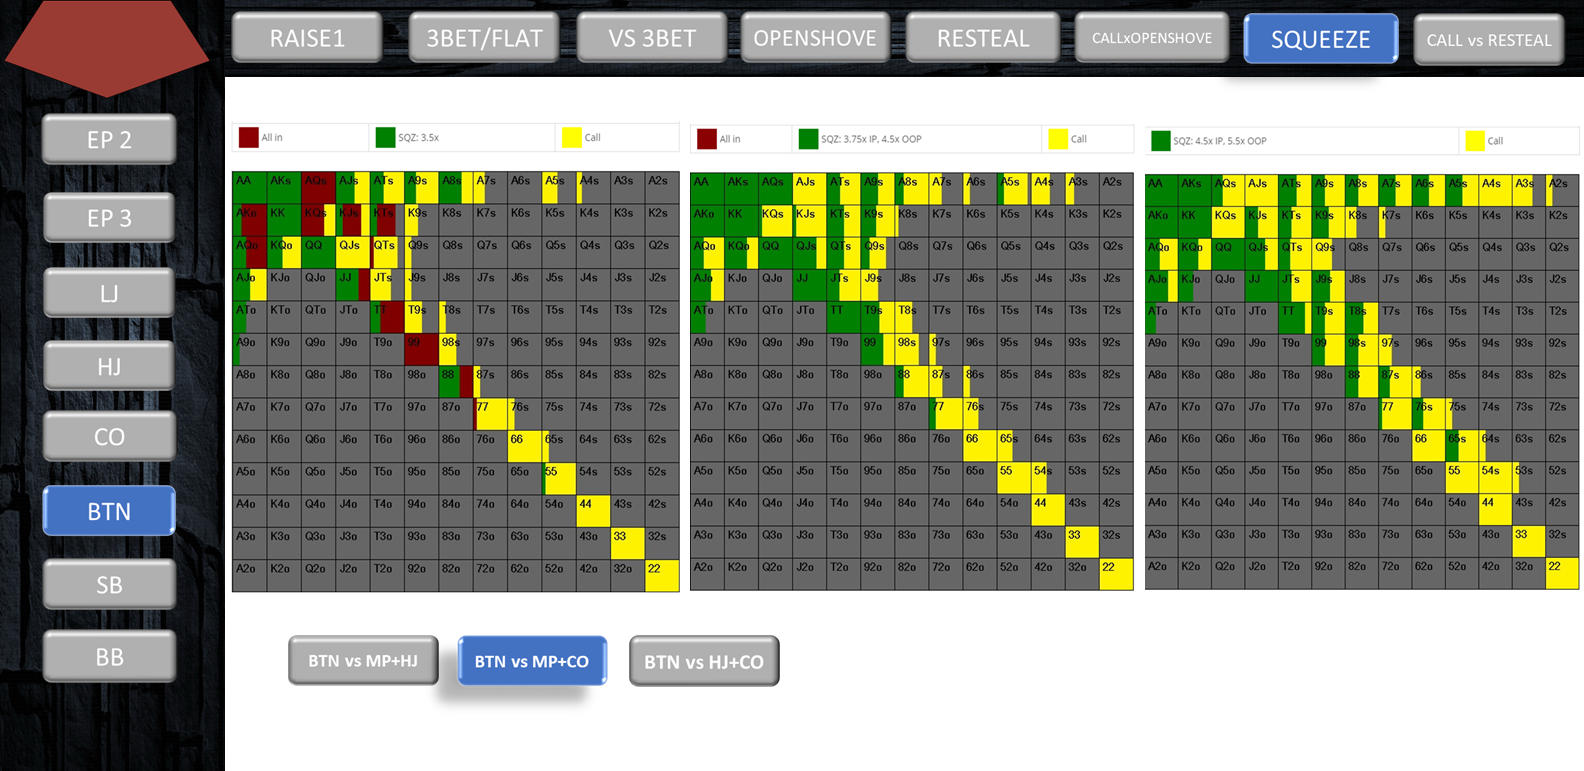 RAISE1 3BET/FLAT VS 3BET OPENSHOVE RESTEAL CALLxOPENSHOVE SQUEEZE CALL vs RESTEAL
EP 2
EP 3
LJ
HJ
CO
BTN
SB
BB
All in SQZ: 3.5x Call
AA AKs AQs AJs ATs A9s A8s A7s A6s A5s A4s A3s A2s
AKo KK KQs KJs KTs K9s K8s K7s K6s K5s K4s K3s K2s
AQo KQo QQ QJs QTs Q9s Q8s Q7s Q6s Q5s Q4s Q3s Q2s
AJo KJo QJo JJ JTs J9s J8s J7s J6s J5s J4s J3s J2s
ATo KTo QTo JTo TT T9s T8s T7s T6s T5s T4s T3s T2s
A9o K9o Q9o J9o T9o 99 98s 97s 96s 95s 94s 93s 92s
A8o K8o Q8o J8o T8o 98o 88 87s 86s 85s 84s 83s 82s
A7o K7o Q7o J7o T7o 97o 87o 77 76s 75s 74s 73s 72s
A6o K6o Q6o J6o T6o 96o 86o 76o 66 65s 64s 63s 62s
A5o K5o Q5o J5o T5o 95o 85o 75o 65o 55 54s 53s 52s
A4o K4o Q4o J4o T4o 94o 84o 74o 64o 54o 44 43s 42s
A3o K3o Q3o J3o T3o 93o 83o 73o 63o 53o 43o 33 32s
A2o K2o Q2o J2o T2o 92o 82o 72o 62o 52o 42o 32o 22
All in SQZ: 3.75x IP, 4.5x OOP Call
AA AKs AQs AJs ATs A9s A8s A7s A6s A5s A4s A3s A2s
AKo KK KQs KJs KTs K9s K8s K7s K6s K5s K4s K3s K2s
AQo KQo QQ QJs QTs Q9s Q8s Q7s Q6s Q5s Q4s Q3s Q2s
AJo KJo QJo JJ JTs J9s J8s J7s J6s J5s J4s J3s J2s
ATo KTo QTo JTo TT T9s T8s T7s T6s T5s T4s T3s T2s
A9o K9o Q9o J9o T9o 99 98s 97s 96s 95s 94s 93s 92s
A8o K8o Q8o J8o T8o 98o 88 87s 86s 85s 84s 83s 82s
A7o K7o Q7o J7o T7o 97o 87o 77 76s 75s 74s 73s 72s
A6o K6o Q6o J6o T6o 96o 86o 76o 66 65s 64s 63s 62s
A5o K5o Q5o J5o T5o 95o 85o 75o 65o 55 54s 53s 52s
A4o K4o Q4o J4o T4o 94o 84o 74o 64o 54o 44 43s 42s
A3o K3o Q3o J3o T3o 93o 83o 73o 63o 53o 43o 33 32s
A2o K2o Q2o J2o T2o 92o 82o 72o 62o 52o 42o 32o 22
SQZ: 4.5x IP, 5.5x OOP Call
AA AKs AQs AJs ATs A9s A8s A7s A6s A5s A4s A3s A2s
AKo KK KQs KJs KTs K9s K8s K7s K6s K5s K4s K3s K2s
AQo KQo QQ QJs QTs Q9s Q8s Q7s Q6s Q5s Q4s Q3s Q2s
AJo KJo QJo JJ JTs J9s J8s J7s J6s J5s J4s J3s J2s
ATo KTo QTo JTo TT T9s T8s T7s T6s T5s T4s T3s T2s
A9o K9o Q9o J9o T9o 99 98s 97s 96s 95s 94s 93s 92s
A8o K8o Q8o J8o T8o 98o 88 87s 86s 85s 84s 83s 82s
A7o K7o Q7o J7o T7o 97o 87o 77 76s 75s 74s 73s 72s
A6o K6o Q6o J6o T6o 96o 86o 76o 66 65s 64s 63s 62s
A5o K5o Q5o J5o T5o 95o 85o 75o 65o 55 54s 53s 52s
A4o K4o Q4o J4o T4o 94o 84o 74o 64o 54o 44 43s 42s
A3o K3o Q3o J3o T3o 93o 83o 73o 63o 53o 43o 33 32s
A2o K2o Q2o J2o T2o 92o 82o 72o 62o 52o 42o 32o 22
BTN vs MP+HJ BTN vs MP+CO BTN vs HJ+CO